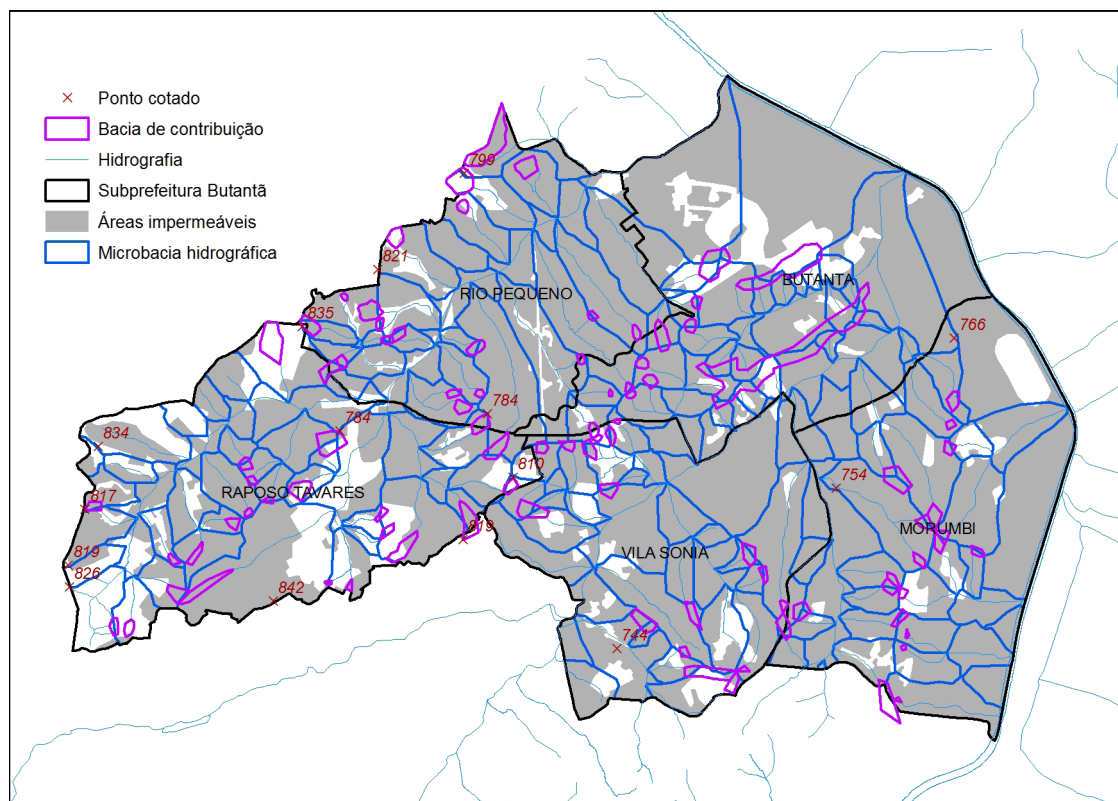 Ponto cotado
Bacia de contribuição
Hidrografia
Subprefeitura Butantã
Áreas impermeáveis
Microbacia hidrográfica
799
821
BUTANTA
RIO PEQUENO
835
766
784
784
834
810
754
RAPOSO TAVARES
817
MORUMBI
819
VILA SONIA
819
826
842
744